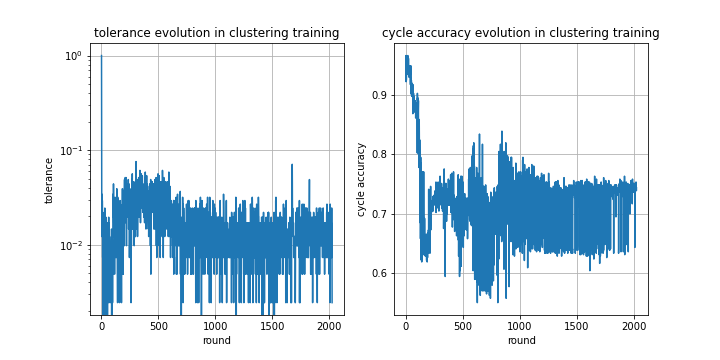 tolerance evolution in clustering training
cycle accuracy evolution in clustering training
tolerance
10⁰
10⁻¹
10⁻²
0 500 1000 1500 2000
round
cycle accuracy
0.9
0.8
0.7
0.6
0 500 1000 1500 2000
round